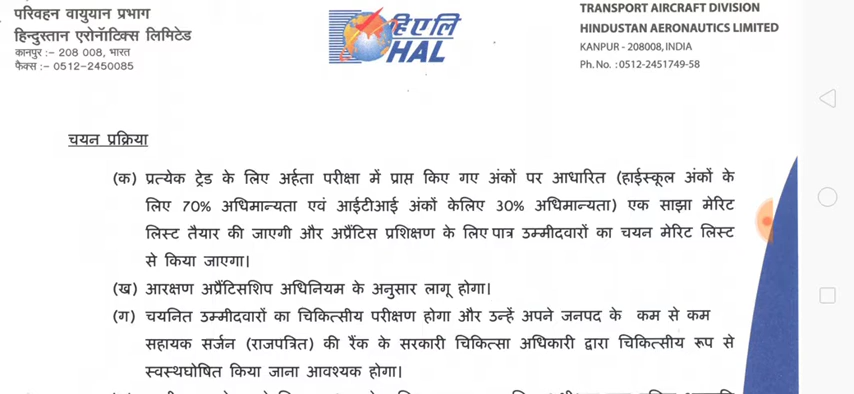 परिवहन वायुयान प्रभाग
हिन्दुस्तान एरोनॅाटिक्स लिमिटेड
कानपुर :– 208 008, भारत
फैक्स :– 0512-2450085
हिएलि
HAL
TRANSPORT AIRCRAFT DIVISION
HINDUSTAN AERONAUTICS LIMITED
KANPUR - 208008, INDIA
Ph. No. : 0512-2451749-58
चयन प्रक्रिया
(क) प्रत्येक ट्रेड के लिए अर्हता परीक्षा में प्राप्त किए गए अंकों पर आधारित (हाईस्कूल अंकों के
लिए 70% अधिमान्यता एवं आईटीआई अंकों केलिए 30% अधिमान्यता) एक साझा मेरिट
लिस्ट तैयार की जाएगी और अप्रैंटिस प्रशिक्षण के लिए पात्र उम्मीदवारों का चयन मेरिट लिस्ट
से किया जाएगा।
(ख) आरक्षण अप्रैंटिसशिप अधिनियम के अनुसार लागू होगा।
(ग) चयनित उम्मीदवारों का चिकित्सीय परीक्षण होगा और उन्हें अपने जनपद के कम से कम
सहायक सर्जन (राजपत्रित) की रैंक के सरकारी चिकित्सा अधिकारी द्वारा चिकित्सीय रूप से
स्वस्थघोषित किया जाना आवश्यक होगा।